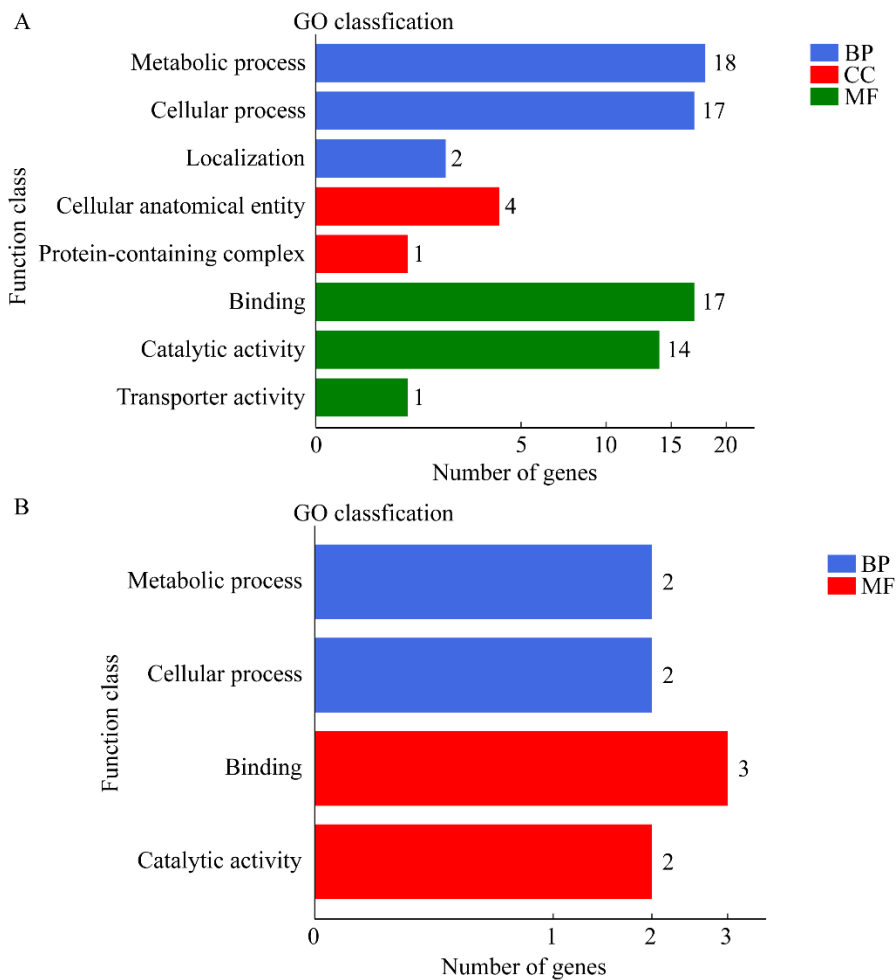 A
GO classfication
BP
CC
MF
Function class
Metabolic process 18
Cellular process 17
Localization 2
Cellular anatomical entity 4
Protein-containing complex 1
Binding 17
Catalytic activity 14
Transporter activity 1
0 5 10 15 20
Number of genes
B
GO classfication
BP
MF
Function class
Metabolic process 2
Cellular process 2
Binding 3
Catalytic activity 2
0 1 2 3
Number of genes